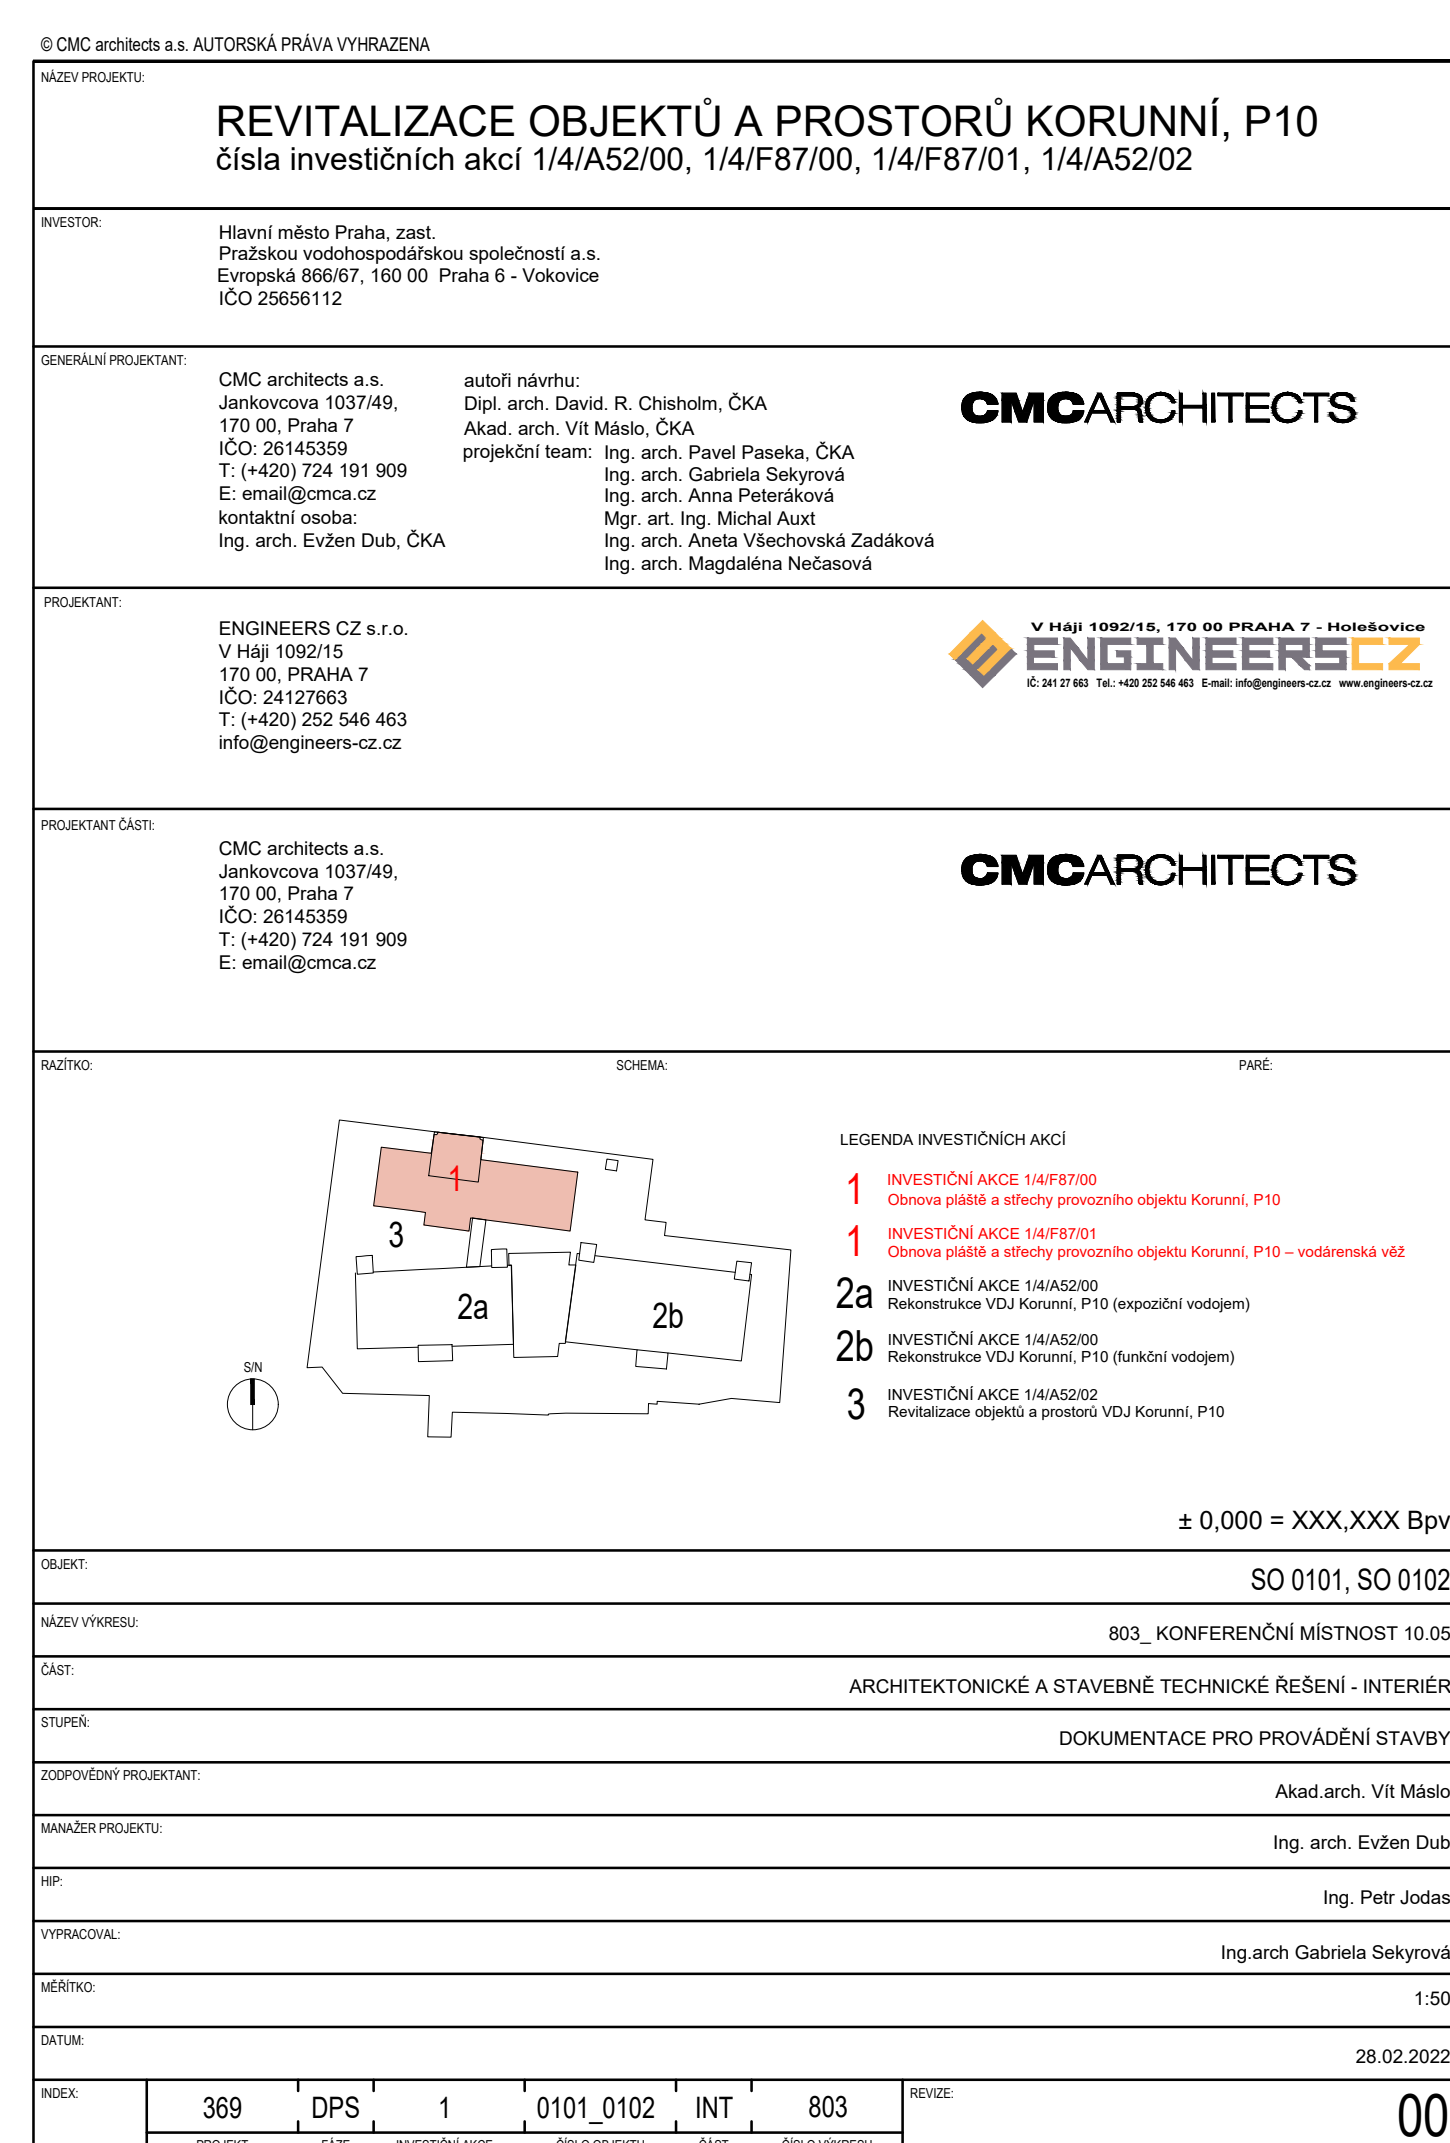 © CMC architects a.s. AUTORSKÁ PRÁVA VYHRAZENA
NÁZEV PROJEKTU:
REVITALIZACE OBJEKTŮ A PROSTORŮ KORUNNÍ, P10
čísla investičních akcí 1/4/A52/00, 1/4/F87/00, 1/4/F87/01, 1/4/A52/02
INVESTOR:
Hlavní město Praha, zast.
Pražskou vodohospodářskou společností a.s.
Evropská 866/67, 160 00 Praha 6 - Vokovice
IČO 25656112
GENERÁLNÍ PROJEKTANT:
CMC architects a.s.
Jankovcova 1037/49,
170 00, Praha 7
IČO: 26145359
T: (+420) 724 191 909
E: email@cmca.cz
kontaktní osoba:
Ing. arch. Evžen Dub, ČKA
autoři návrhu:
Dipl. arch. David. R. Chisholm, ČKA
Akad. arch. Vít Máslo, ČKA
projekční team: Ing. arch. Pavel Paseka, ČKA
Ing. arch. Gabriela Sekyrová
Ing. arch. Anna Peteráková
Mgr. art. Ing. Michal Auxt
Ing. arch. Aneta Všechovská Zadáková
Ing. arch. Magdaléna Nečasová
CMCARCHITECTS
PROJEKTANT:
ENGINEERS CZ s.r.o.
V Háji 1092/15
170 00, PRAHA 7
IČO: 24127663
T: (+420) 252 546 463
info@engineers-cz.cz
V Háji 1092/15, 170 00 PRAHA 7 - Holešovice
ENGINEERSCZ
IČ: 241 27 663 Tel.: +420 252 546 463 E-mail: info@engineers-cz.cz www.engineers-cz.cz
PROJEKTANT ČÁSTI:
CMC architects a.s.
Jankovcova 1037/49,
170 00, Praha 7
IČO: 26145359
T: (+420) 724 191 909
E: email@cmca.cz
CMCARCHITECTS
RAZÍTKO:
SCHEMA:
PARÉ:
1
3
2a
2b
S/N
LEGENDA INVESTIČNÍCH AKCÍ
1 INVESTIČNÍ AKCE 1/4/F87/00
Obnova pláště a střechy provozního objektu Korunní, P10
1 INVESTIČNÍ AKCE 1/4/F87/01
Obnova pláště a střechy provozního objektu Korunní, P10 – vodárenská věž
2a INVESTIČNÍ AKCE 1/4/A52/00
Rekonstrukce VDJ Korunní, P10 (expoziční vodojem)
2b INVESTIČNÍ AKCE 1/4/A52/00
Rekonstrukce VDJ Korunní, P10 (funkční vodojem)
3 INVESTIČNÍ AKCE 1/4/A52/02
Revitalizace objektů a prostorů VDJ Korunní, P10
± 0,000 = XXX,XXX Bpv
OBJEKT:
SO 0101, SO 0102
NÁZEV VÝKRESU:
803_ KONFERENČNÍ MÍSTNOST 10.05
ČÁST:
ARCHITEKTONICKÉ A STAVEBNĚ TECHNICKÉ ŘEŠENÍ - INTERIÉR
STUPEŇ:
DOKUMENTACE PRO PROVÁDĚNÍ STAVBY
ZODPOVĚDNÝ PROJEKTANT:
Akad.arch. Vít Máslo
MANAŽER PROJEKTU:
Ing. arch. Evžen Dub
HIP:
Ing. Petr Jodas
VYPRACOVAL:
Ing.arch Gabriela Sekyrová
MĚŘÍTKO:
1:50
DATUM:
28.02.2022
INDEX:
369 DPS 1 0101_0102 INT 803
REVIZE:
00
PROJEKT FÁZE INVESTIČNÍ AKCE ČÍSLO OBJEKTU ČÁST ČÍSLO VÝKRESU